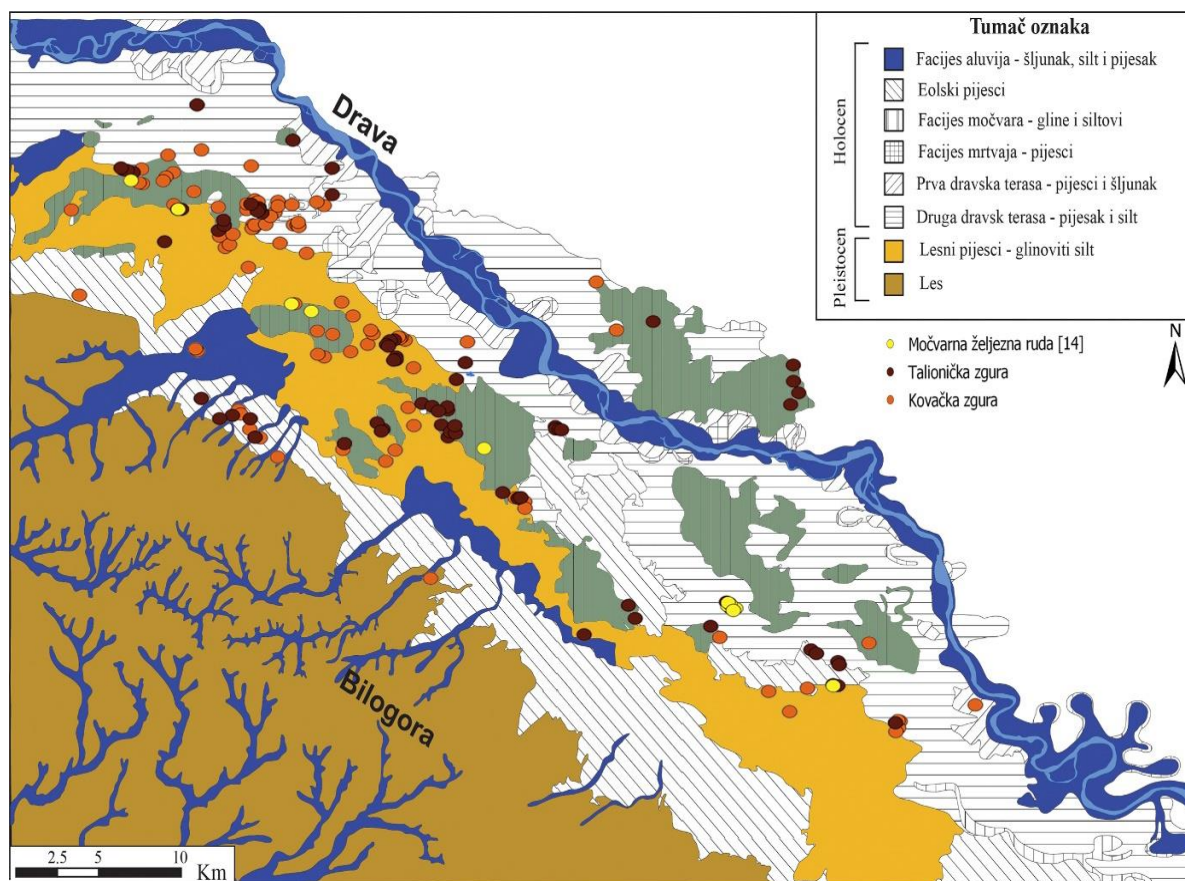 Tumač oznaka
Holocen
Facijes aluvija - šljunak, silt i pijesak
Eolski pijesci
Facijes močvara - gline i siltovi
Facijes mrtvaja - pijesci
Prva dravska terasa - pijesci i šljunak
Druga dravsk terasa - pijesak i silt
Pleistocen
Lesni pijesci - glinoviti silt
Les
N
Močvarna željezna ruda [14]
Talionička zgura
Kovačka zgura
Drava
Bilogora
2.5 5 10
Km